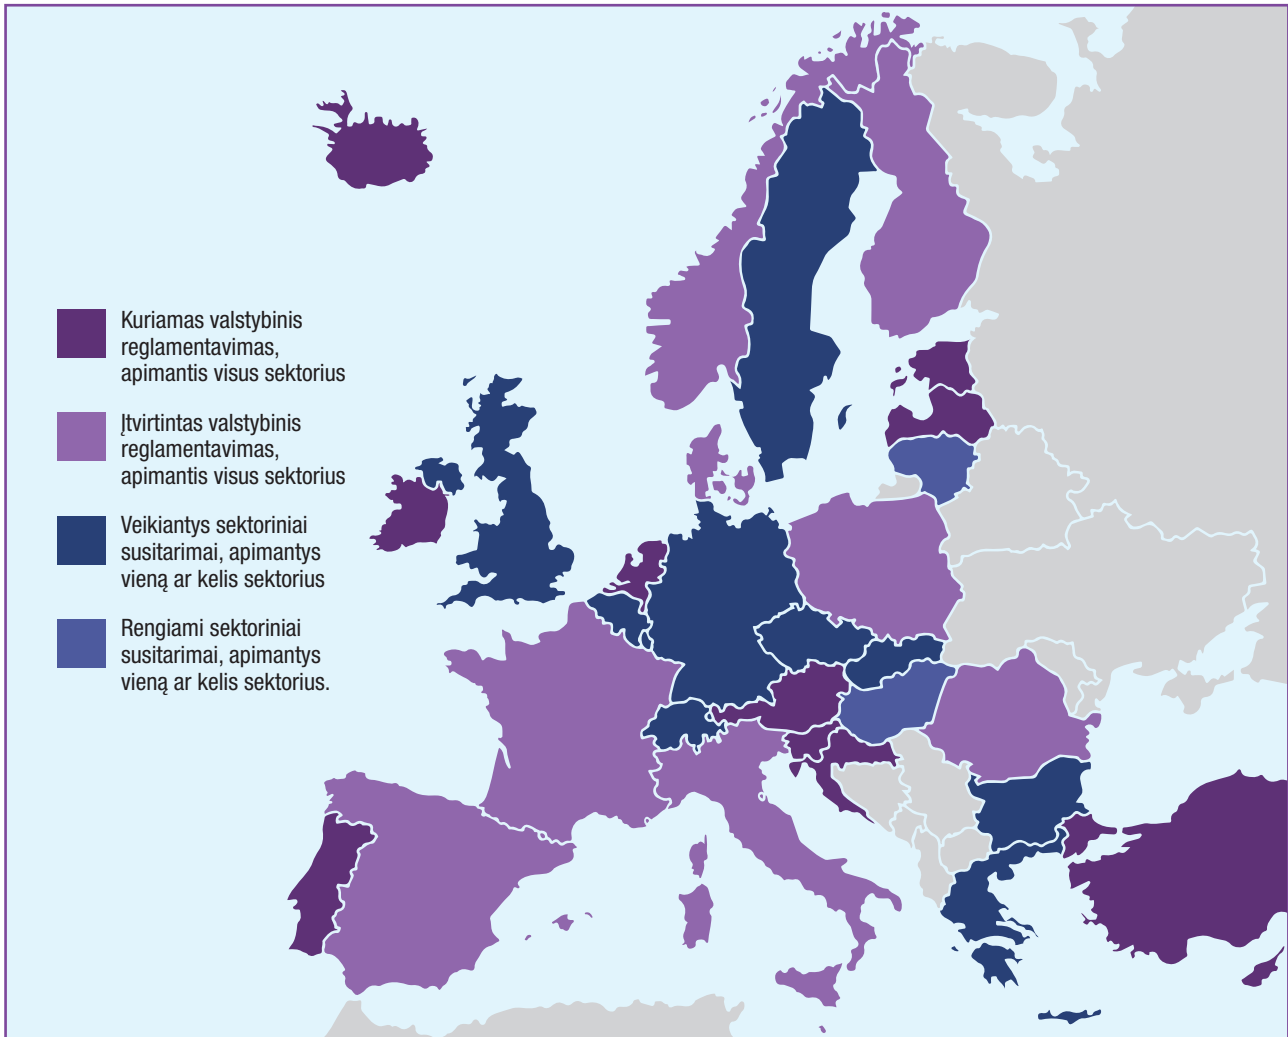 Kuriamas valstybinis
reglamentavimas,
apimantis visus sektorius
Įtvirtintas valstybinis
reglamentavimas,
apimantis visus sektorius
Veikiantys sektoriniai
susitarimai, apimantys
vieną ar kelis sektorius
Rengiami sektoriniai
susitarimai, apimantys
vieną ar kelis sektorius.